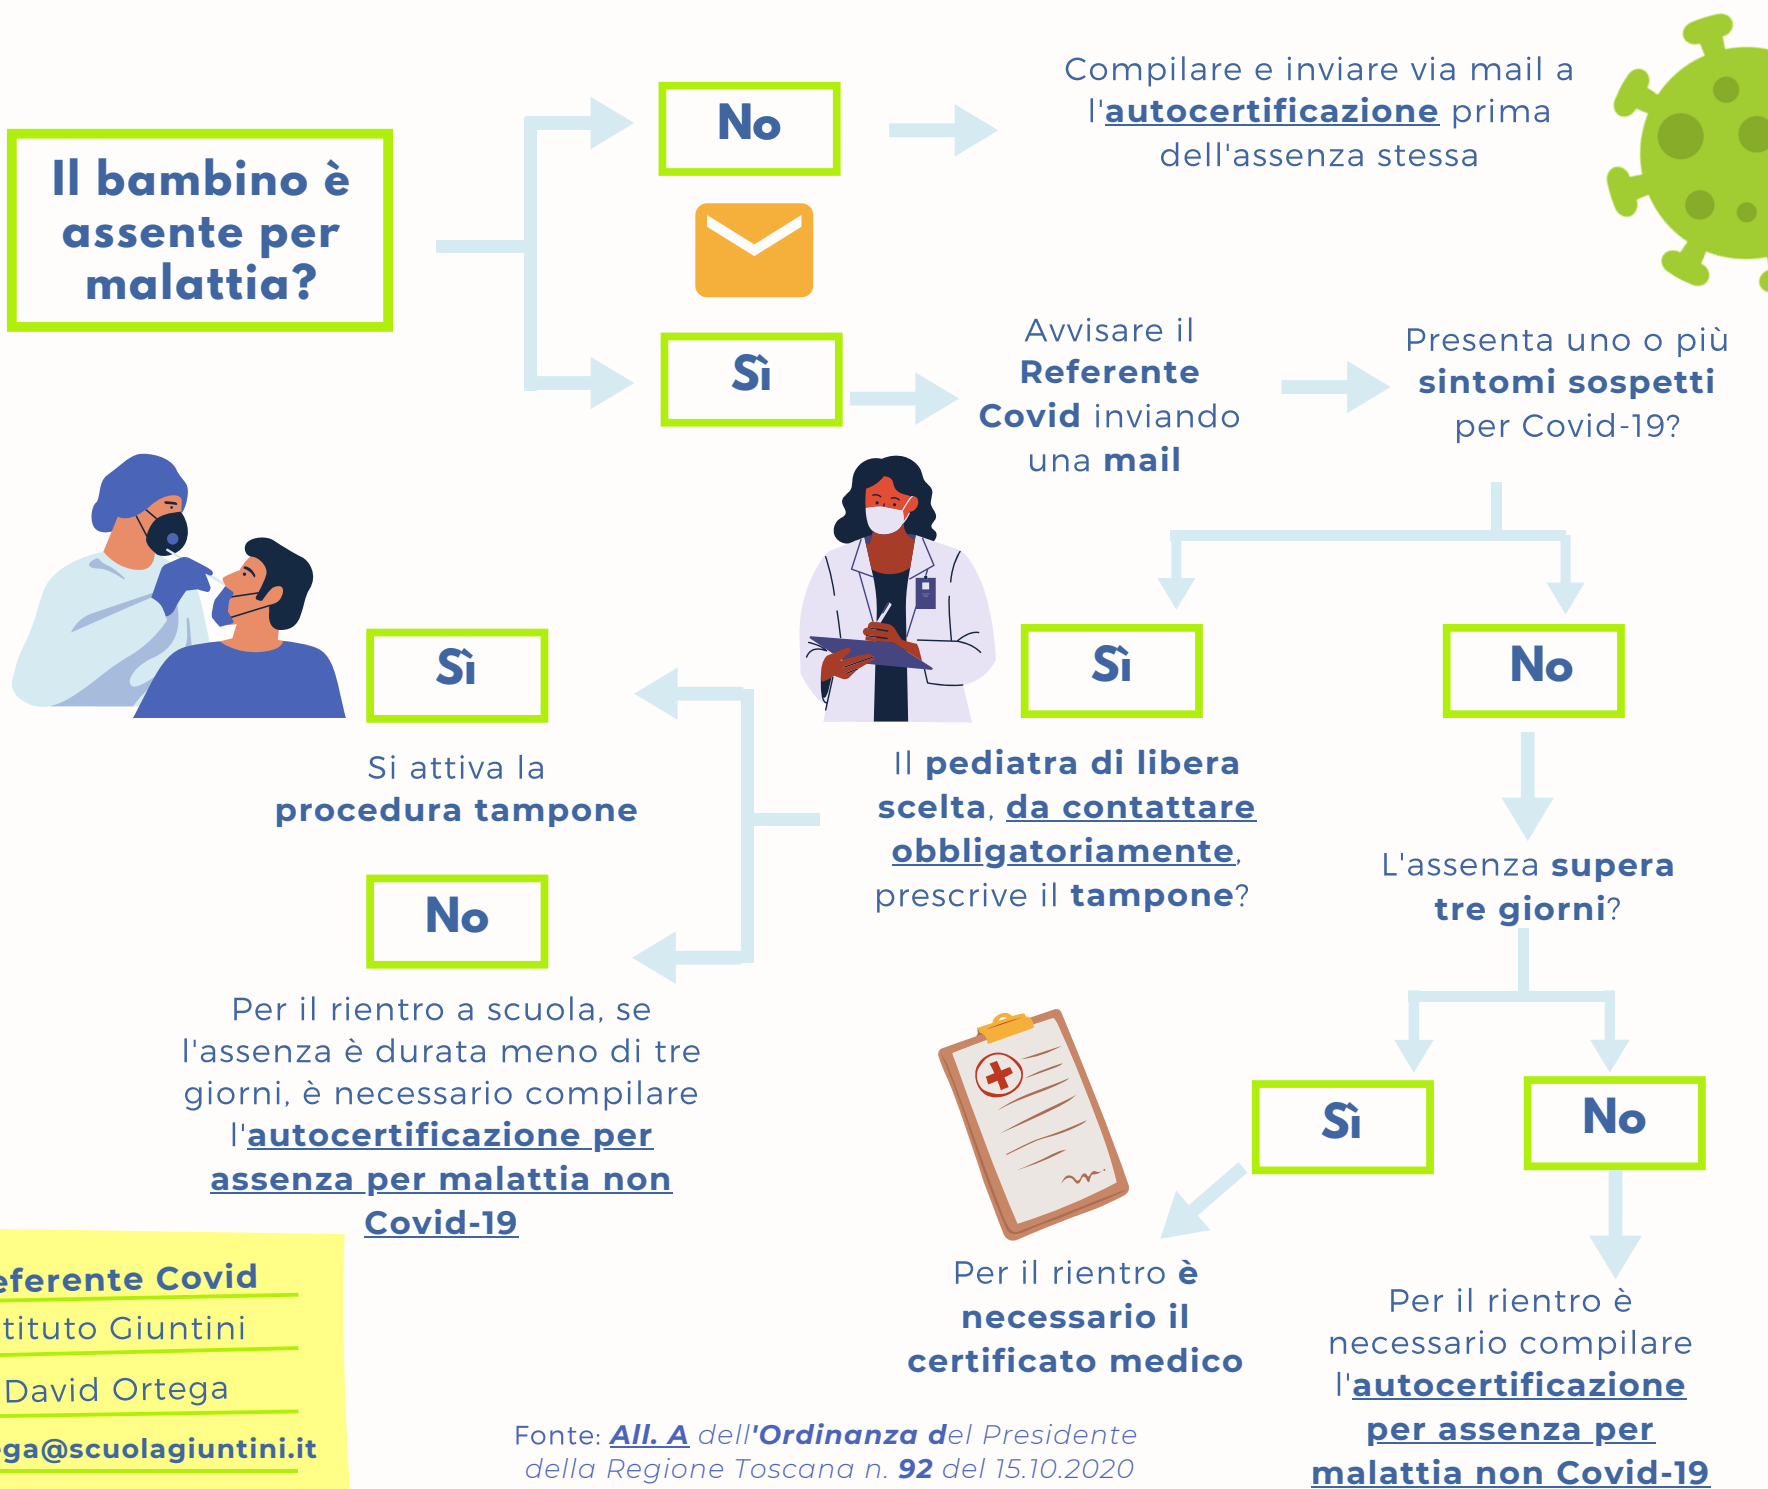 Il bambino è
assente per
malattia?
No
Compilare e inviare via mail a
l'autocertificazione prima
dell'assenza stessa
Sì
Avvisare il
Referente
Covid inviando
una mail
Presenta uno o più
sintomi sospetti
per Covid-19?
Sì
Il pediatra di libera
scelta, da contattare
obbligatoriamente,
prescrive il tampone?
Sì
Si attiva la
procedura tampone
No
Per il rientro a scuola, se
l'assenza è durata meno di tre
giorni, è necessario compilare
l'autocertificazione per
assenza per malattia non
Covid-19
No
L'assenza supera
tre giorni?
Sì
Per il rientro è
necessario il
certificato medico
No
Per il rientro è
necessario compilare
l'autocertificazione
per assenza per
malattia non Covid-19
eferente Covid
tituto Giuntini
David Ortega
ga@scuolagiuntini.it
Fonte: All. A dell'Ordinanza del Presidente
della Regione Toscana n. 92 del 15.10.2020